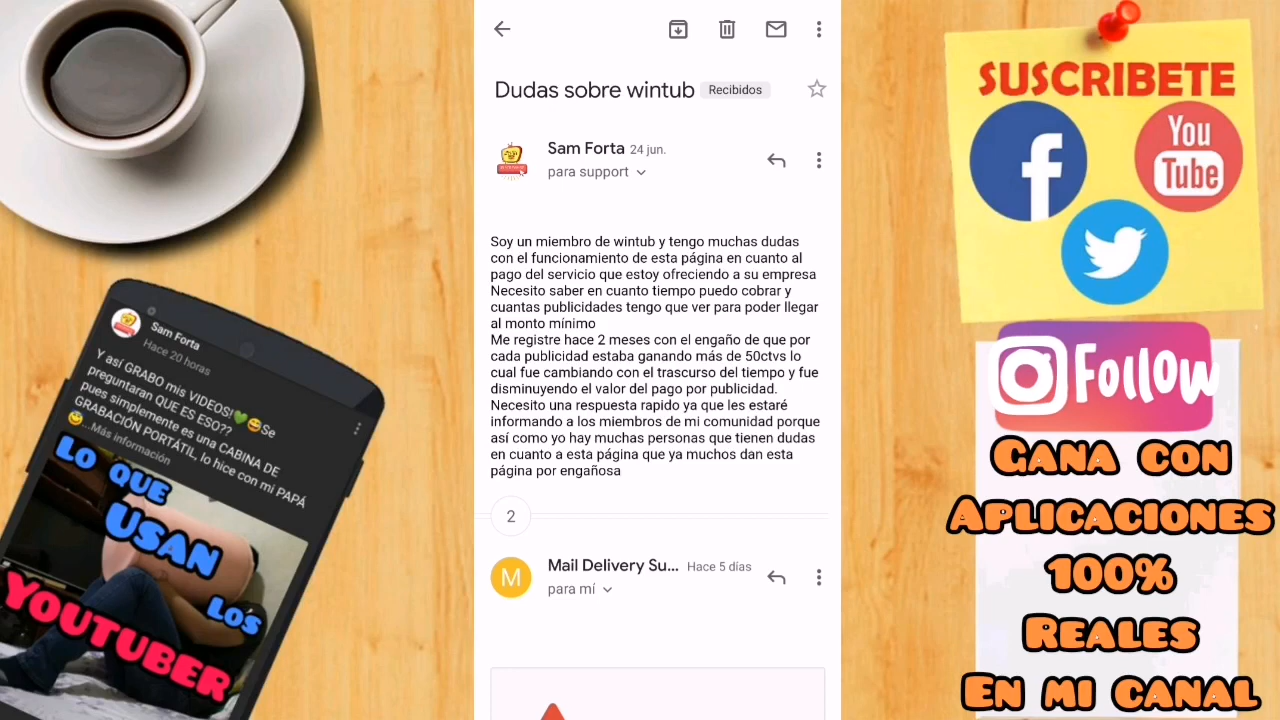 Dudas sobre wintub
Recibidos
Sam Forta 24 jun.
para support
Soy un miembro de wintub y tengo muchas dudas
con el funcionamiento de esta página en cuanto al
pago del servicio que estoy ofreciendo a su empresa
Necesito saber en cuanto tiempo puedo cobrar y
cuantas publicidades tengo que ver para poder llegar
al monto mínimo
Me registre hace 2 meses con el engaño de que por
cada publicidad estaba ganando más de 50ctvs lo
cual fue cambiando con el trascurso del tiempo y fue
disminuyendo el valor del pago por publicidad.
Necesito una respuesta rapido ya que les estaré
informando a los miembros de mi comunidad porque
así como yo hay muchas personas que tienen dudas
en cuanto a esta página que ya muchos dan esta
página por engañosa
2
M
Mail Delivery Su... Hace 5 días
para mí
Sam Forta
Hace 20 horas
Y así GRABO mis VIDEOS!💚😅Se
preguntaran QUE ES ESO??
pues simplemente es una CABINA DE
GRABACIÓN PORTÁTIL, lo hice con mi PAPÁ
...Más información
Lo que
USAN
Los
YOUTUBER
SUSCRIBETE
f
You
Tube
Follow
Gana con
Aplicaciones
100%
Reales
En mi canal